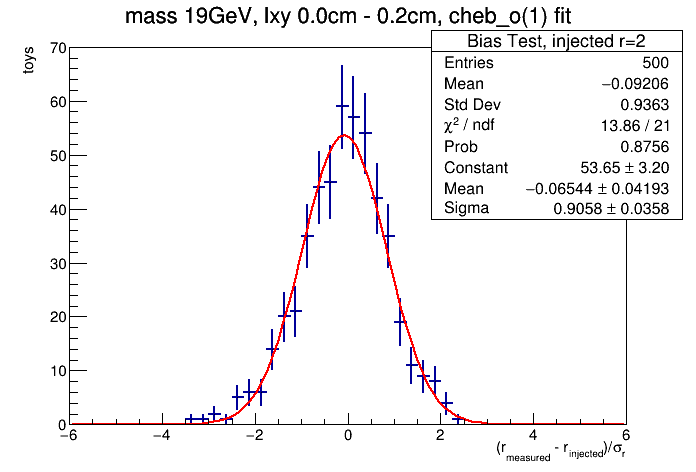 mass 19GeV, lxy 0.0cm - 0.2cm, cheb_o(1) fit
Bias Test, injected r=2
Entries 500
Mean −0.09206
Std Dev 0.9363
χ² / ndf 13.86 / 21
Prob 0.8756
Constant 53.65 ± 3.20
Mean −0.06544 ± 0.04193
Sigma 0.9058 ± 0.0358
toys
70
60
50
40
30
20
10
0
−6 −4 −2 0 2 4 6
(r_measured - r_injected)/σ_r